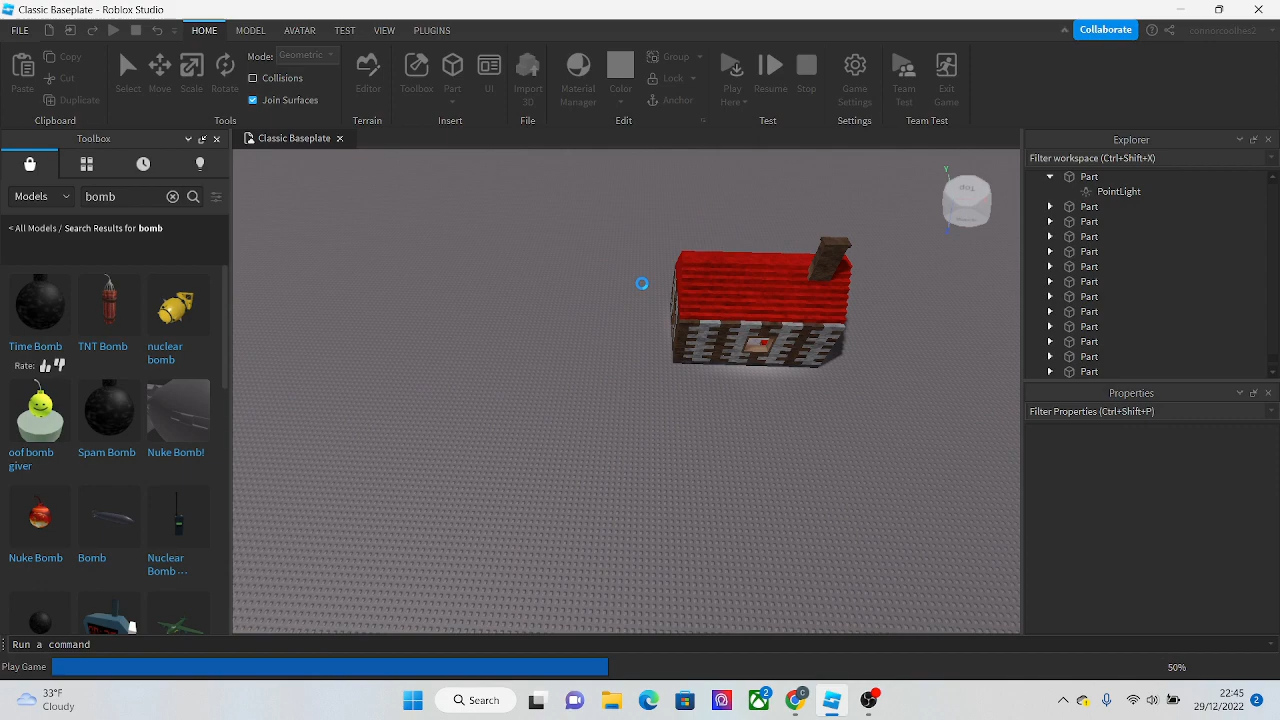 Classic Baseplate - Roblox Studio
FILE HOME MODEL AVATAR TEST VIEW PLUGINS Collaborate connorcoolhes2
Paste Copy Cut Duplicate
Clipboard
Select Move Scale Rotate
Mode: Geometric
Collisions
Join Surfaces
Tools
Editor
Terrain
Toolbox Part UI
Insert
Import 3D
File
Material Manager Color
Group
Lock
Anchor
Edit
Play Here Resume Stop
Test
Game Settings
Settings
Team Test Exit Game
Team Test
Toolbox
Models bomb
< All Models / Search Results for bomb
Time Bomb TNT Bomb nuclear bomb
Rate:
oof bomb giver Spam Bomb Nuke Bomb!
Nuke Bomb Bomb Nuclear Bomb ...
Classic Baseplate
Y
Top
Explorer
Filter workspace (Ctrl+Shift+X)
Part
PointLight
Part
Part
Part
Part
Part
Part
Part
Part
Part
Part
Part
Part
Properties
Filter Properties (Ctrl+Shift+P)
Run a command
Play Game 50%
33°F
Cloudy
Search
2
C
22:45
29/12/2022
2